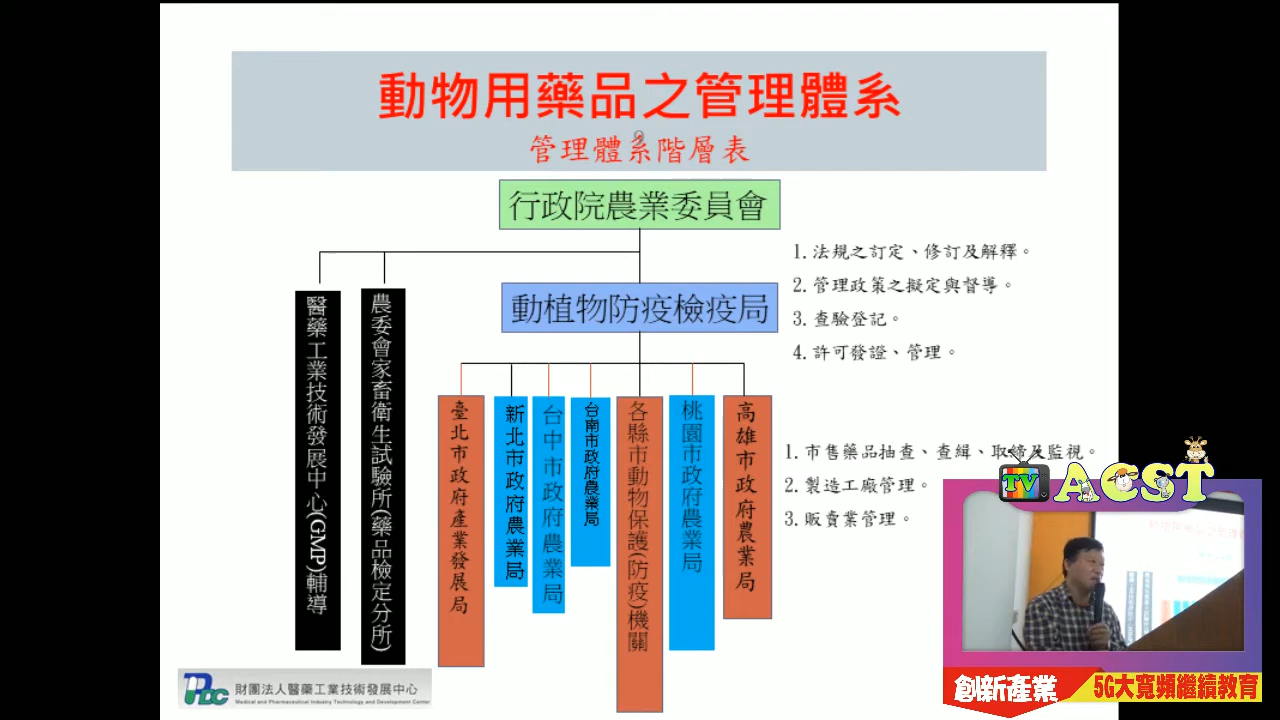 動物用藥品之管理體系
管理體系階層表
行政院農業委員會
1.法規之訂定、修訂及解釋。
2.管理政策之擬定與督導。
3.查驗登記。
4.許可發證、管理。
動植物防疫檢疫局
醫藥工業技術發展中心(GMP)輔導
農委會家畜衛生試驗所(藥品檢定分所)
臺北市政府產業發展局
新北市政府農業局
台中市政府農業局
台南市政府農業局
各縣市動物保護(防疫)機關
桃園市政府農業局
高雄市政府農業局
1.市售藥品抽查、查緝、取締及監視。
2.製造工廠管理。
3.販賣業管理。
TV ACST
創新產業
5G大寬頻繼續教育
PDC
財團法人醫藥工業技術發展中心
Medical and Pharmaceutical Industry Technology and Development Center